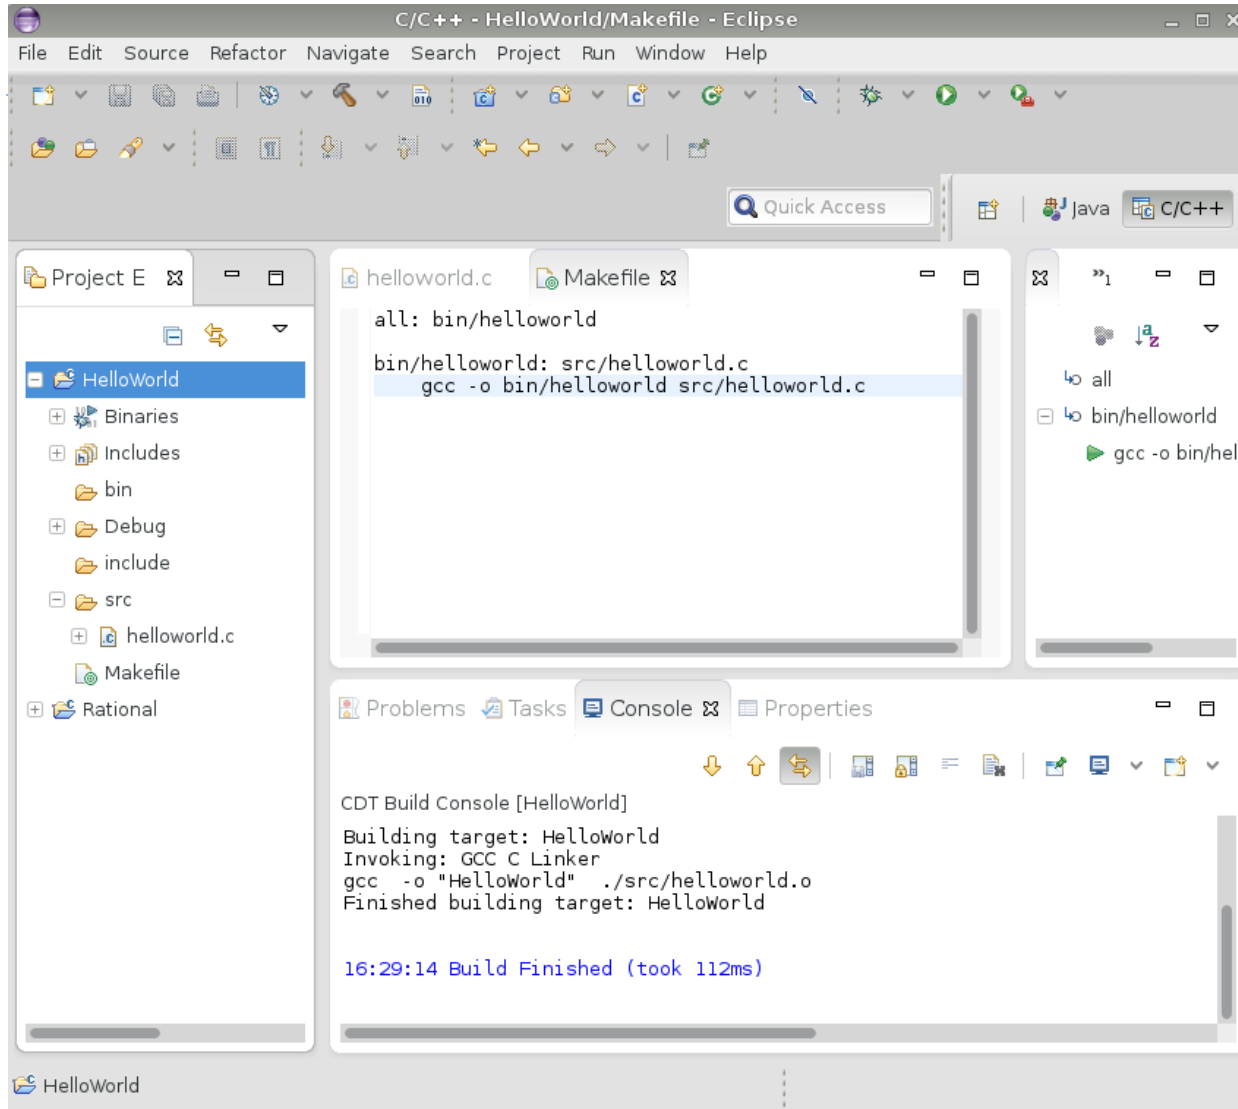 C/C++ - HelloWorld/Makefile - Eclipse
File Edit Source Refactor Navigate Search Project Run Window Help
010
Quick Access
Java
C/C++
Project E
HelloWorld
Binaries
Includes
bin
Debug
include
src
helloworld.c
Makefile
Rational
helloworld.c
Makefile
all: bin/helloworld
bin/helloworld: src/helloworld.c
gcc -o bin/helloworld src/helloworld.c
»1
all
bin/helloworld
gcc -o bin/hel
Problems Tasks Console Properties
CDT Build Console [HelloWorld]
Building target: HelloWorld
Invoking: GCC C Linker
gcc -o "HelloWorld" ./src/helloworld.o
Finished building target: HelloWorld
16:29:14 Build Finished (took 112ms)
HelloWorld